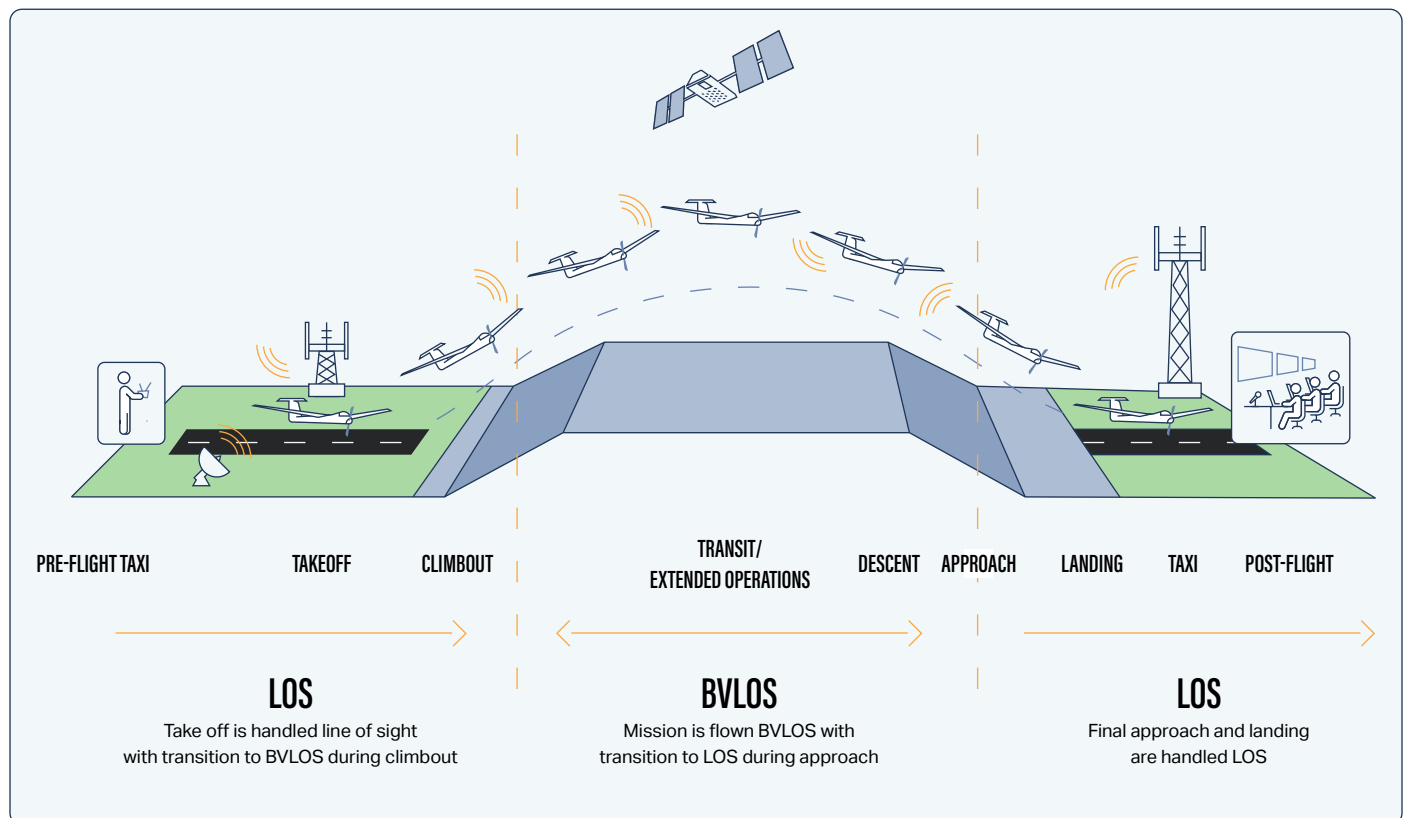 PRE-FLIGHT TAXI
TAKEOFF
CLIMBOUT
TRANSIT/
EXTENDED OPERATIONS
DESCENT
APPROACH
LANDING
TAXI
POST-FLIGHT
LOS
Take off is handled line of sight
with transition to BVLOS during climbout
BVLOS
Mission is flown BVLOS with
transition to LOS during approach
LOS
Final approach and landing
are handled LOS